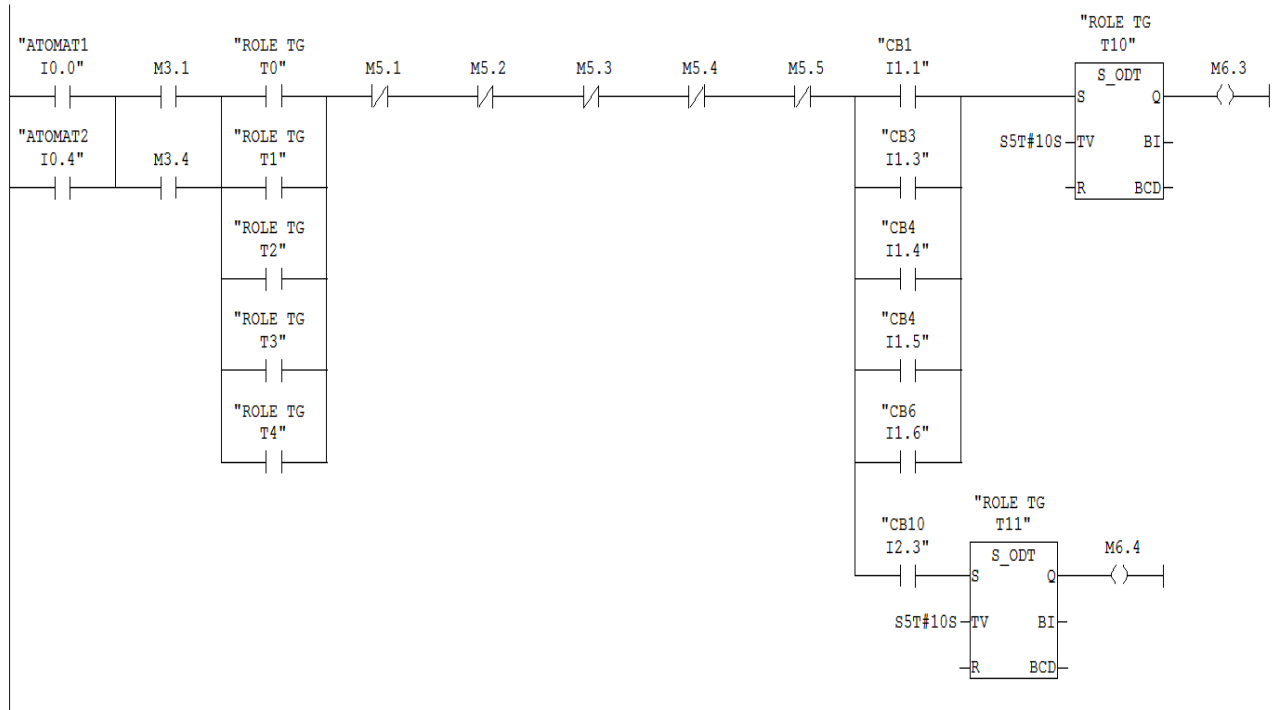 "ROLE TG
T10"
"ATOMAT1
I0.0"
M3.1
"ROLE TG
T0"
M5.1
M5.2
M5.3
M5.4
M5.5
"CB1
I1.1"
S_ODT
M6.3
S
Q
S5T#10S
TV
BI
R
BCD
"ATOMAT2
I0.4"
M3.4
"ROLE TG
T1"
"CB3
I1.3"
"ROLE TG
T2"
"CB4
I1.4"
"ROLE TG
T3"
"CB4
I1.5"
"ROLE TG
T4"
"CB6
I1.6"
"CB10
I2.3"
"ROLE TG
T11"
S_ODT
M6.4
S
Q
S5T#10S
TV
BI
R
BCD